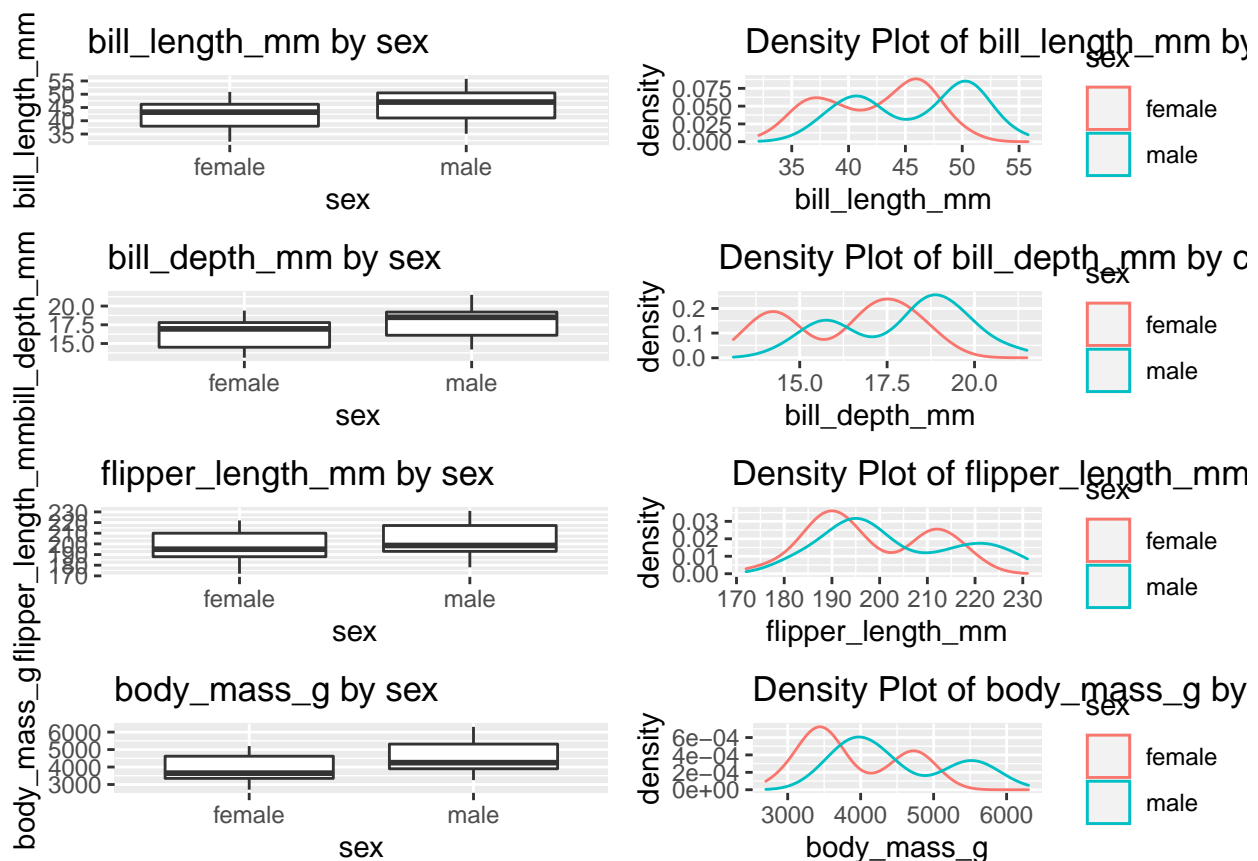 bill_length_mm by sex
bill_length_mm
55
50
45
40
35
female
male
sex
Density Plot of bill_length_mm by
density
0.075
0.050
0.025
0.000
35
40
45
50
55
bill_length_mm
sex
female
male
bill_depth_mm by sex
bill_depth_mm
20.0
17.5
15.0
female
male
sex
Density Plot of bill_depth_mm by c
density
0.2
0.1
0.0
15.0
17.5
20.0
bill_depth_mm
sex
female
male
flipper_length_mm by sex
flipper_length_mm
230
220
210
200
190
180
170
female
male
sex
Density Plot of flipper_length_mm
density
0.03
0.02
0.01
0.00
170
180
190
200
210
220
230
flipper_length_mm
sex
female
male
body_mass_g by sex
body_mass_g
6000
5000
4000
3000
female
male
sex
Density Plot of body_mass_g by
density
6e−04
4e−04
2e−04
0e+00
3000
4000
5000
6000
body_mass_g
sex
female
male